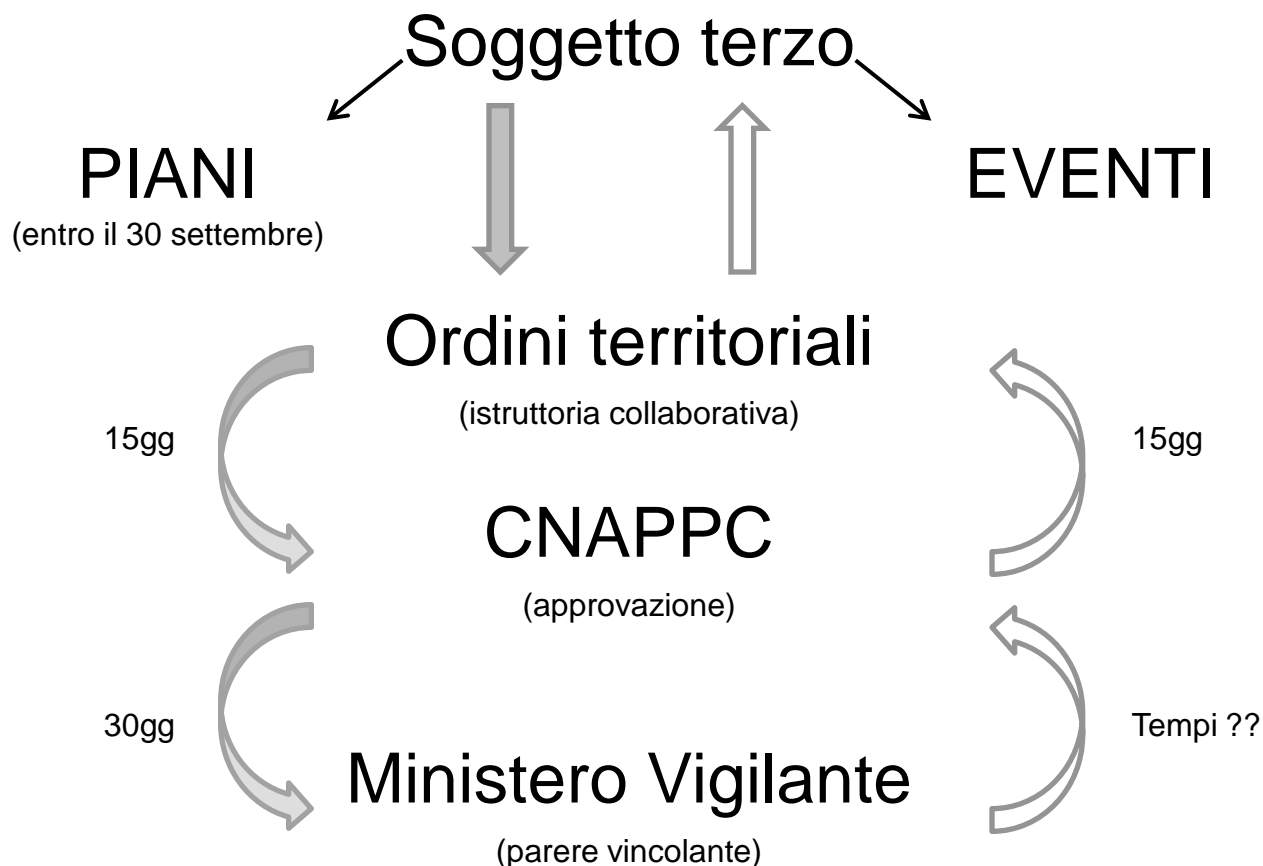 Soggetto terzo
PIANI
(entro il 30 settembre)
EVENTI
Ordini territoriali
(istruttoria collaborativa)
15gg
15gg
CNAPPC
(approvazione)
30gg
Tempi ??
Ministero Vigilante
(parere vincolante)